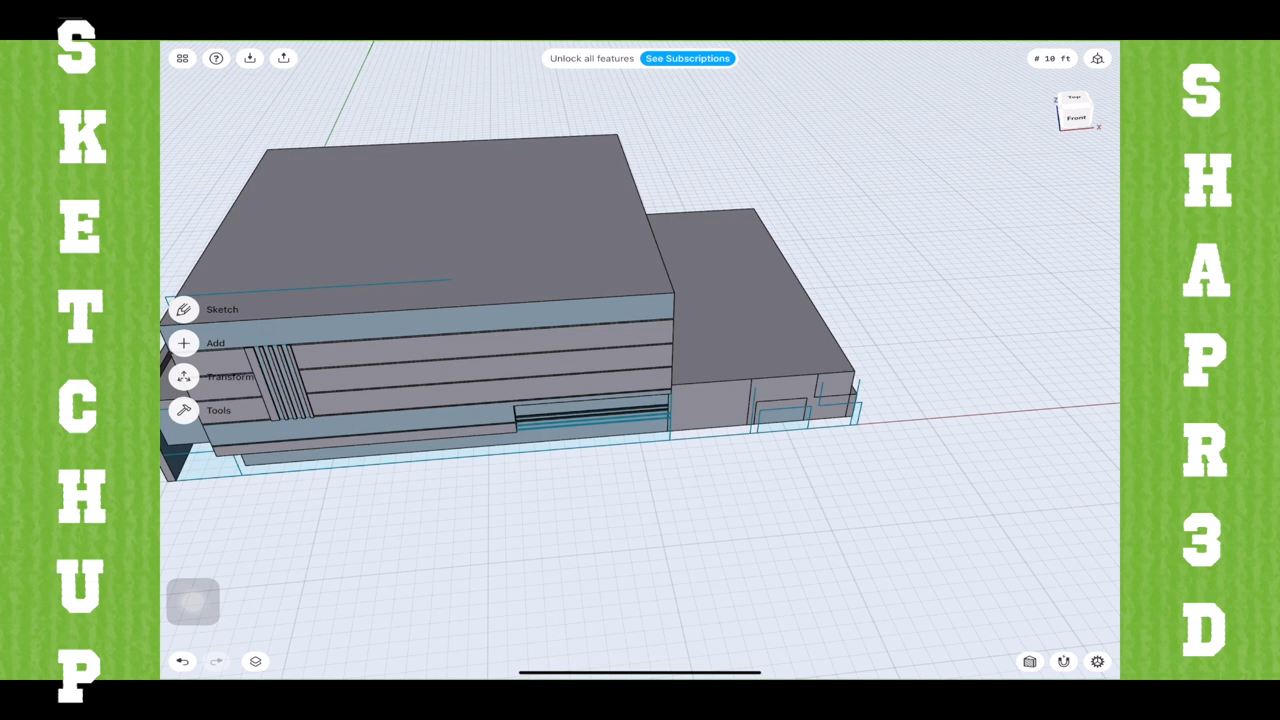 SKETCHUP
Unlock all features See Subscriptions
# 10 ft
Top
Z
Front
X
Sketch
Add
Transform
Tools
SHAPR3D